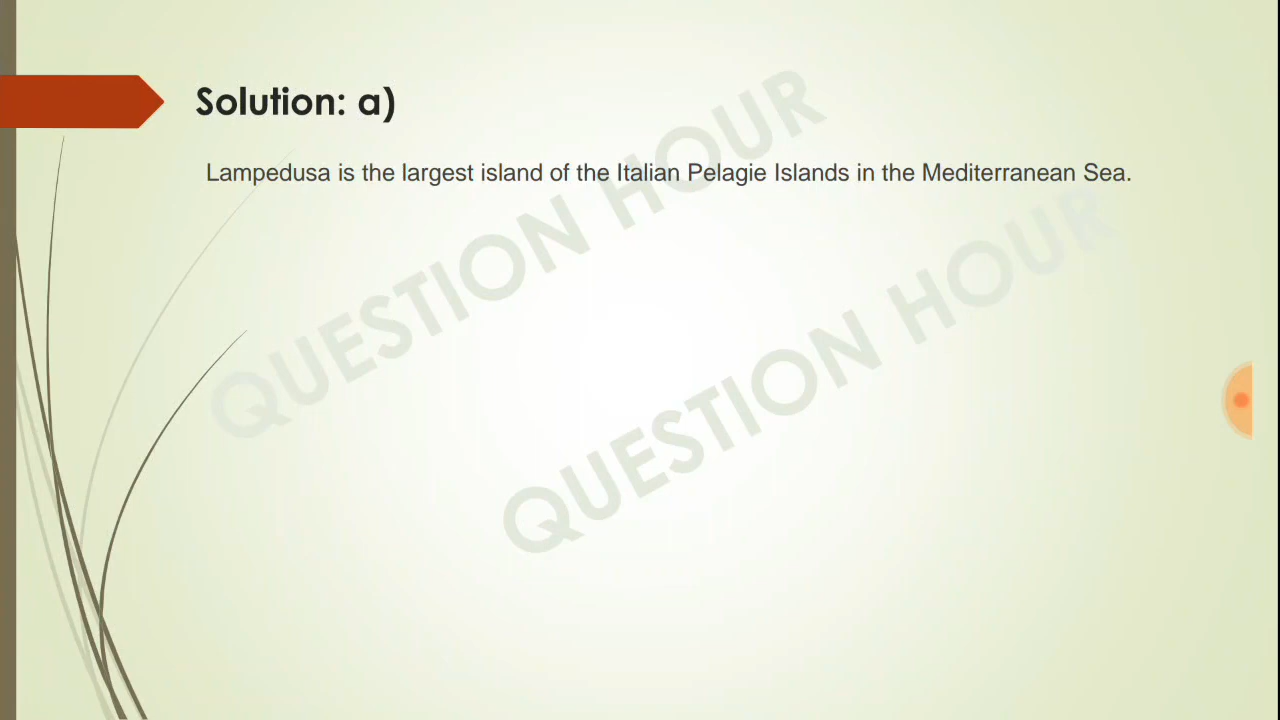 Solution: a)
Lampedusa is the largest island of the Italian Pelagie Islands in the Mediterranean Sea.
QUESTION HOUR
QUESTION HOUR